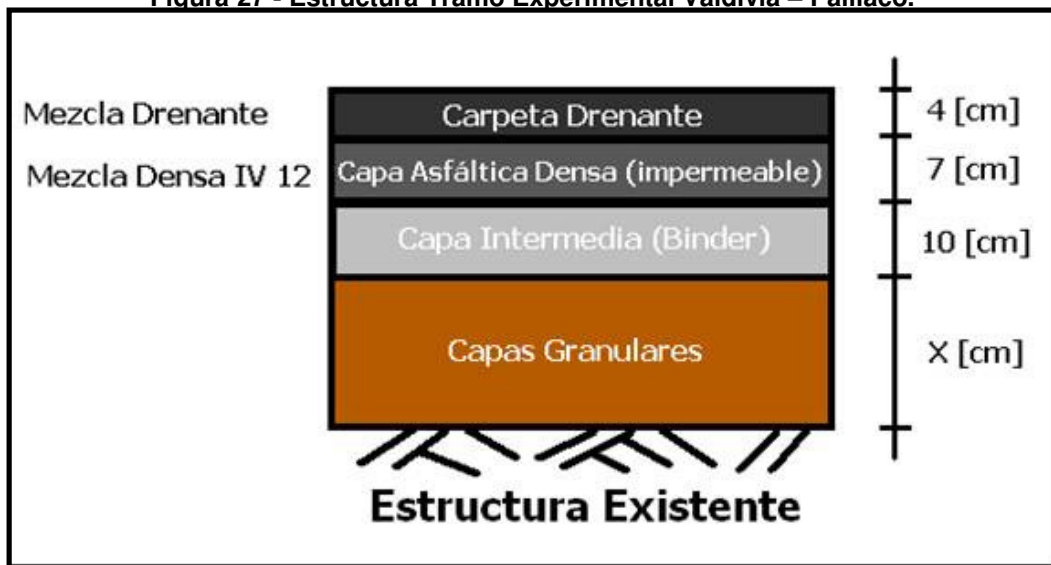 Figura 27 - Estructura Tramo Experimental Valdivia – Paillaco.
Mezcla Drenante
Carpeta Drenante
4 [cm]
Mezcla Densa IV 12
Capa Asfáltica Densa (impermeable)
7 [cm]
Capa Intermedia (Binder)
10 [cm]
Capas Granulares
X [cm]
Estructura Existente